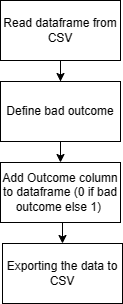 Read dataframe from
CSV
Define bad outcome
Add Outcome column
to dataframe (0 if bad
outcome else 1)
Exporting the data to
CSV